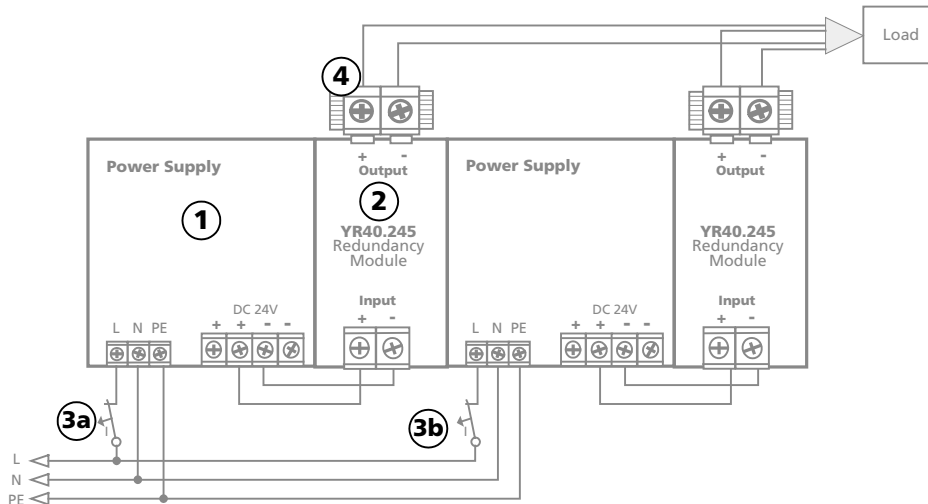 Load
4
+ -
Output
+ -
Output
Power Supply
1
2
YR40.245
Redundancy
Module
Power Supply
YR40.245
Redundancy
Module
Input
+ -
Input
+ -
DC 24V
L N PE + + - -
DC 24V
L N PE + + - -
3a
I
3b
I
L
N
PE